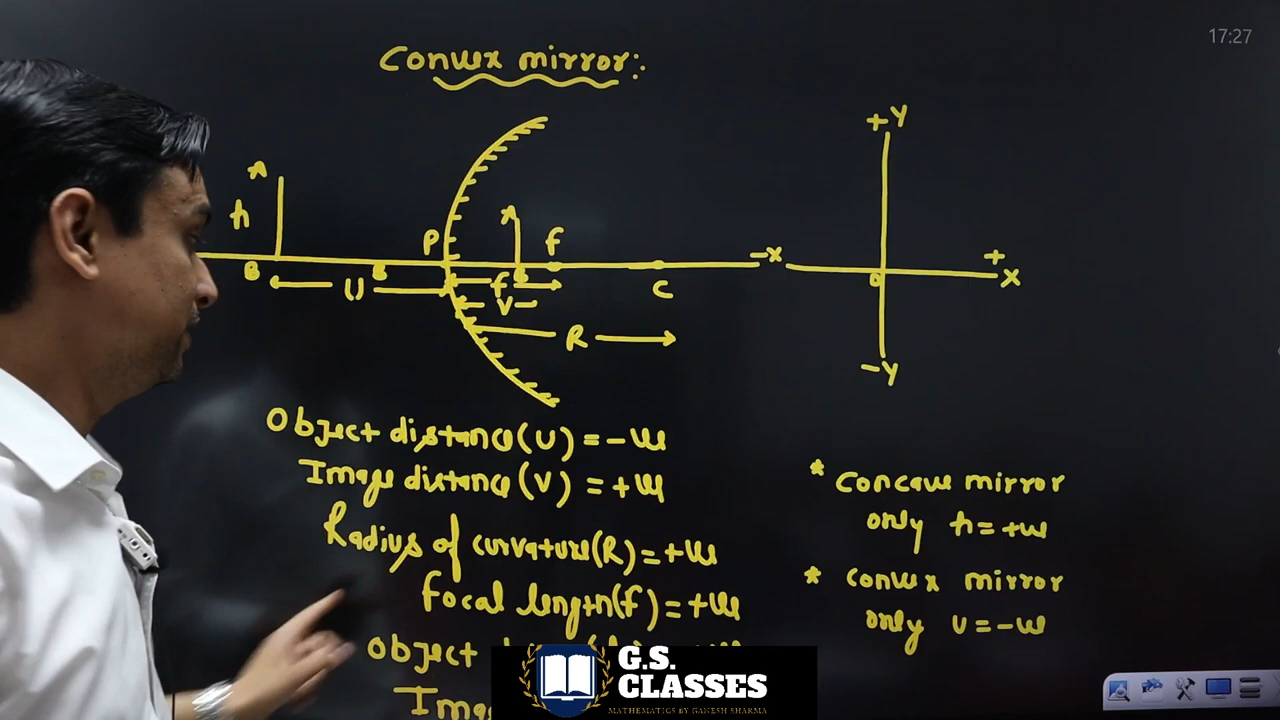 17:27
Convex mirror:
+Y
A
h
P
A
f
-X
+
X
B
B
B
O
U
f
C
V
R
-Y
Object distance(U) = -ve
Image distance(V) = +ve
Radius of curvature(R) = +ve
focal length(f) = +ve
Object
Imag
* Concave mirror
only h = +ve
* Convex mirror
only u = -ve
G.S.
CLASSES
MATHEMATICS BY GANESH SHARMA